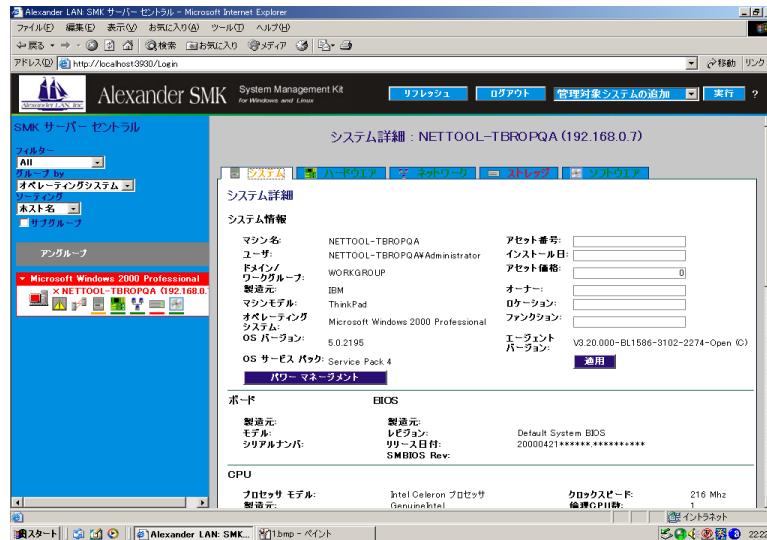 Alexander LAN: SMK サーバー セントラル - Microsoft Internet Explorer
ファイル(F) 編集(E) 表示(V) お気に入り(A) ツール(T) ヘルプ(H)
戻る 検索 お気に入り メディア
アドレス(D) http://localhost:3930/Login 移動 リンク
Alexander LAN, Inc.
Alexander SMK
System Management Kit
for Windows and Linux
リフレッシュ ログアウト 管理対象システムの追加 実行 ?
SMK サーバー セントラル
フィルター
All
グループ by
オペレーティングシステム
ソーティング
ホスト名
サブグループ
アングループ
Microsoft Windows 2000 Professional
NETTOOL-TBROPQA (192.168.0.
システム詳細 : NETTOOL-TBROPQA (192.168.0.7)
システム ハードウエア ネットワーク ストレッジ ソフトウエア
システム詳細
システム情報
マシン名: NETTOOL-TBROPQA アセット番号:
ユーザ: NETTOOL-TBROPQA¥Administrator インストール日:
ドメイン/ワークグループ: WORKGROUP アセット価格: 0
製造元: IBM オーナー:
マシンモデル: ThinkPad ロケーション:
オペレーティング システム: Microsoft Windows 2000 Professional ファンクション:
OS バージョン: 5.0.2195 エージェント バージョン: V3.20.000-BL1586-3102-2274-Open (C)
OS サービス パック: Service Pack 4 適用
パワー マネージメント
ボード BIOS
製造元: 製造元:
モデル: レビジョン: Default System BIOS
シリアルナンバ: リリース日付: 20000421******.******+***
SMBIOS Rev:
CPU
プロセッサ モデル: Intel Celeron プロセッサ クロックスピード: 216 Mhz
製造元: GenuineIntel 論理CPU数: 1
イントラネット
スタート Alexander LAN: SMK... 1.bmp - ペイント 22:22